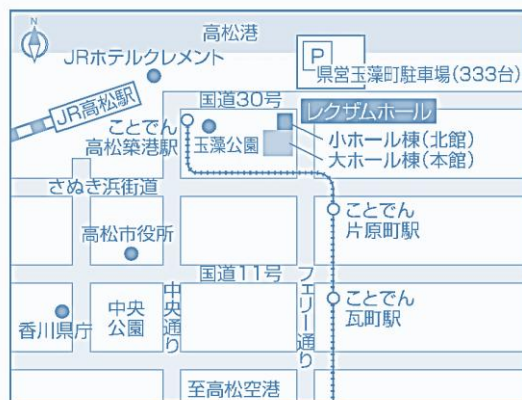 N
高松港
JRホテルクレメント
P
県営玉藻町駐車場(333台)
JR高松駅
国道30号
レクザムホール
ことでん
高松築港駅
玉藻公園
小ホール棟(北館)
大ホール棟(本館)
さぬき浜街道
ことでん
片原町駅
高松市役所
国道11号
中央
公園
中央通り
フェリー通り
ことでん
瓦町駅
香川県庁
至高松空港